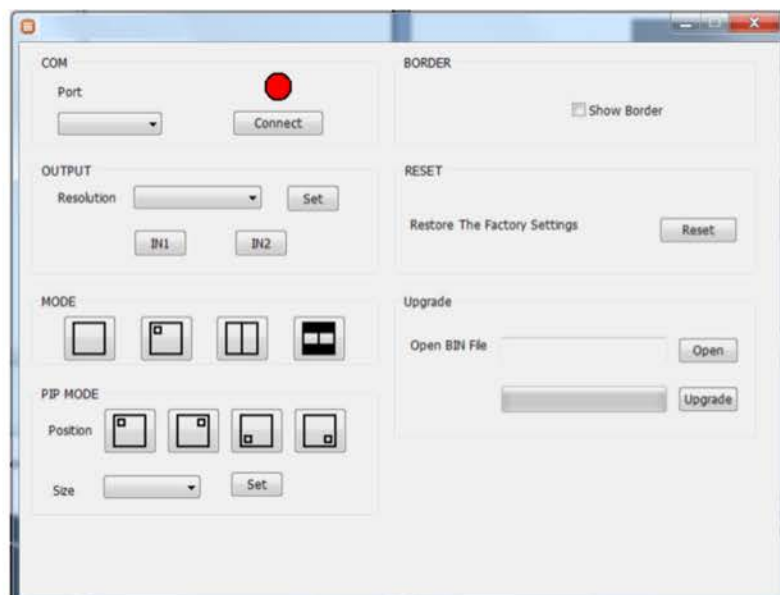 COM
Port
Connect
OUTPUT
Resolution
Set
IN1 IN2
MODE
PIP MODE
Position
Size
Set
BORDER
Show Border
RESET
Restore The Factory Settings
Reset
Upgrade
Open BIN File
Open
Upgrade